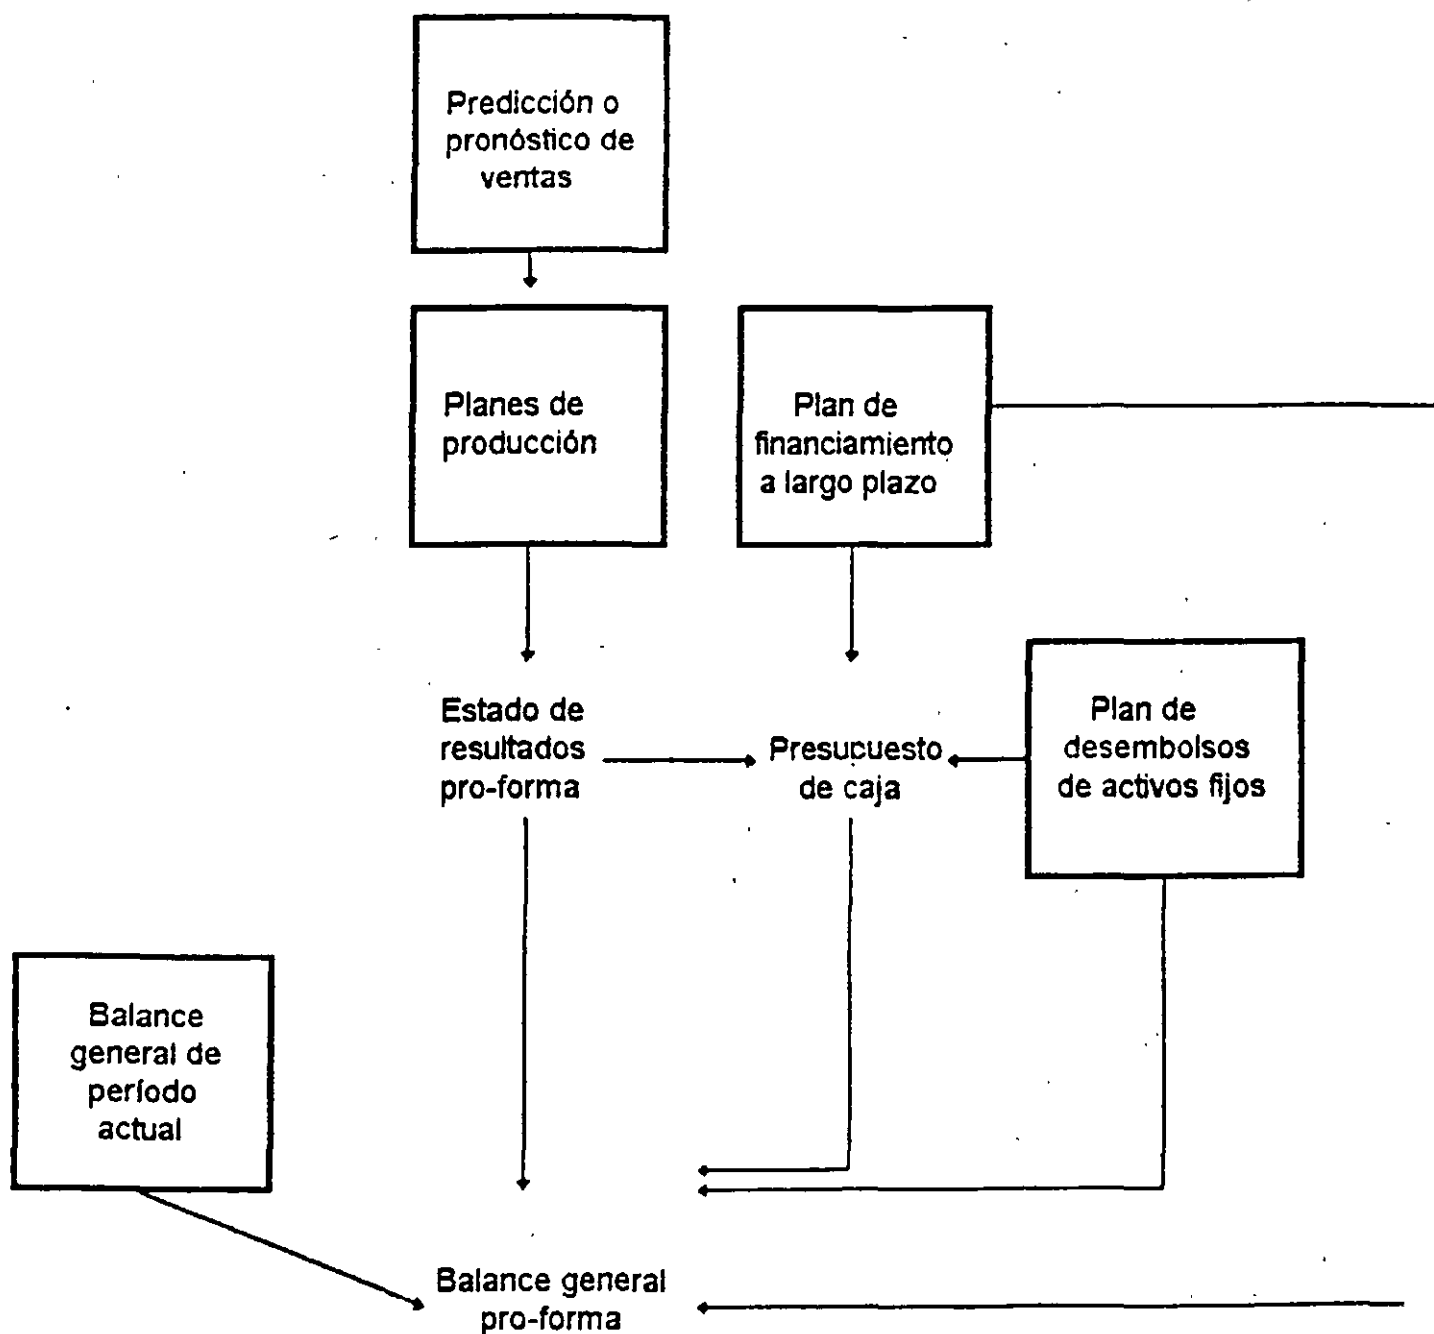 Predicción o
pronóstico de
ventas
Planes de
producción
Plan de
financiamiento
a largo plazo
Estado de
resultados
pro-forma
Presucuesto
de caja
Plan de
desembolsos
de activos fijos
Balance
general de
período
actual
Balance general
pro-forma